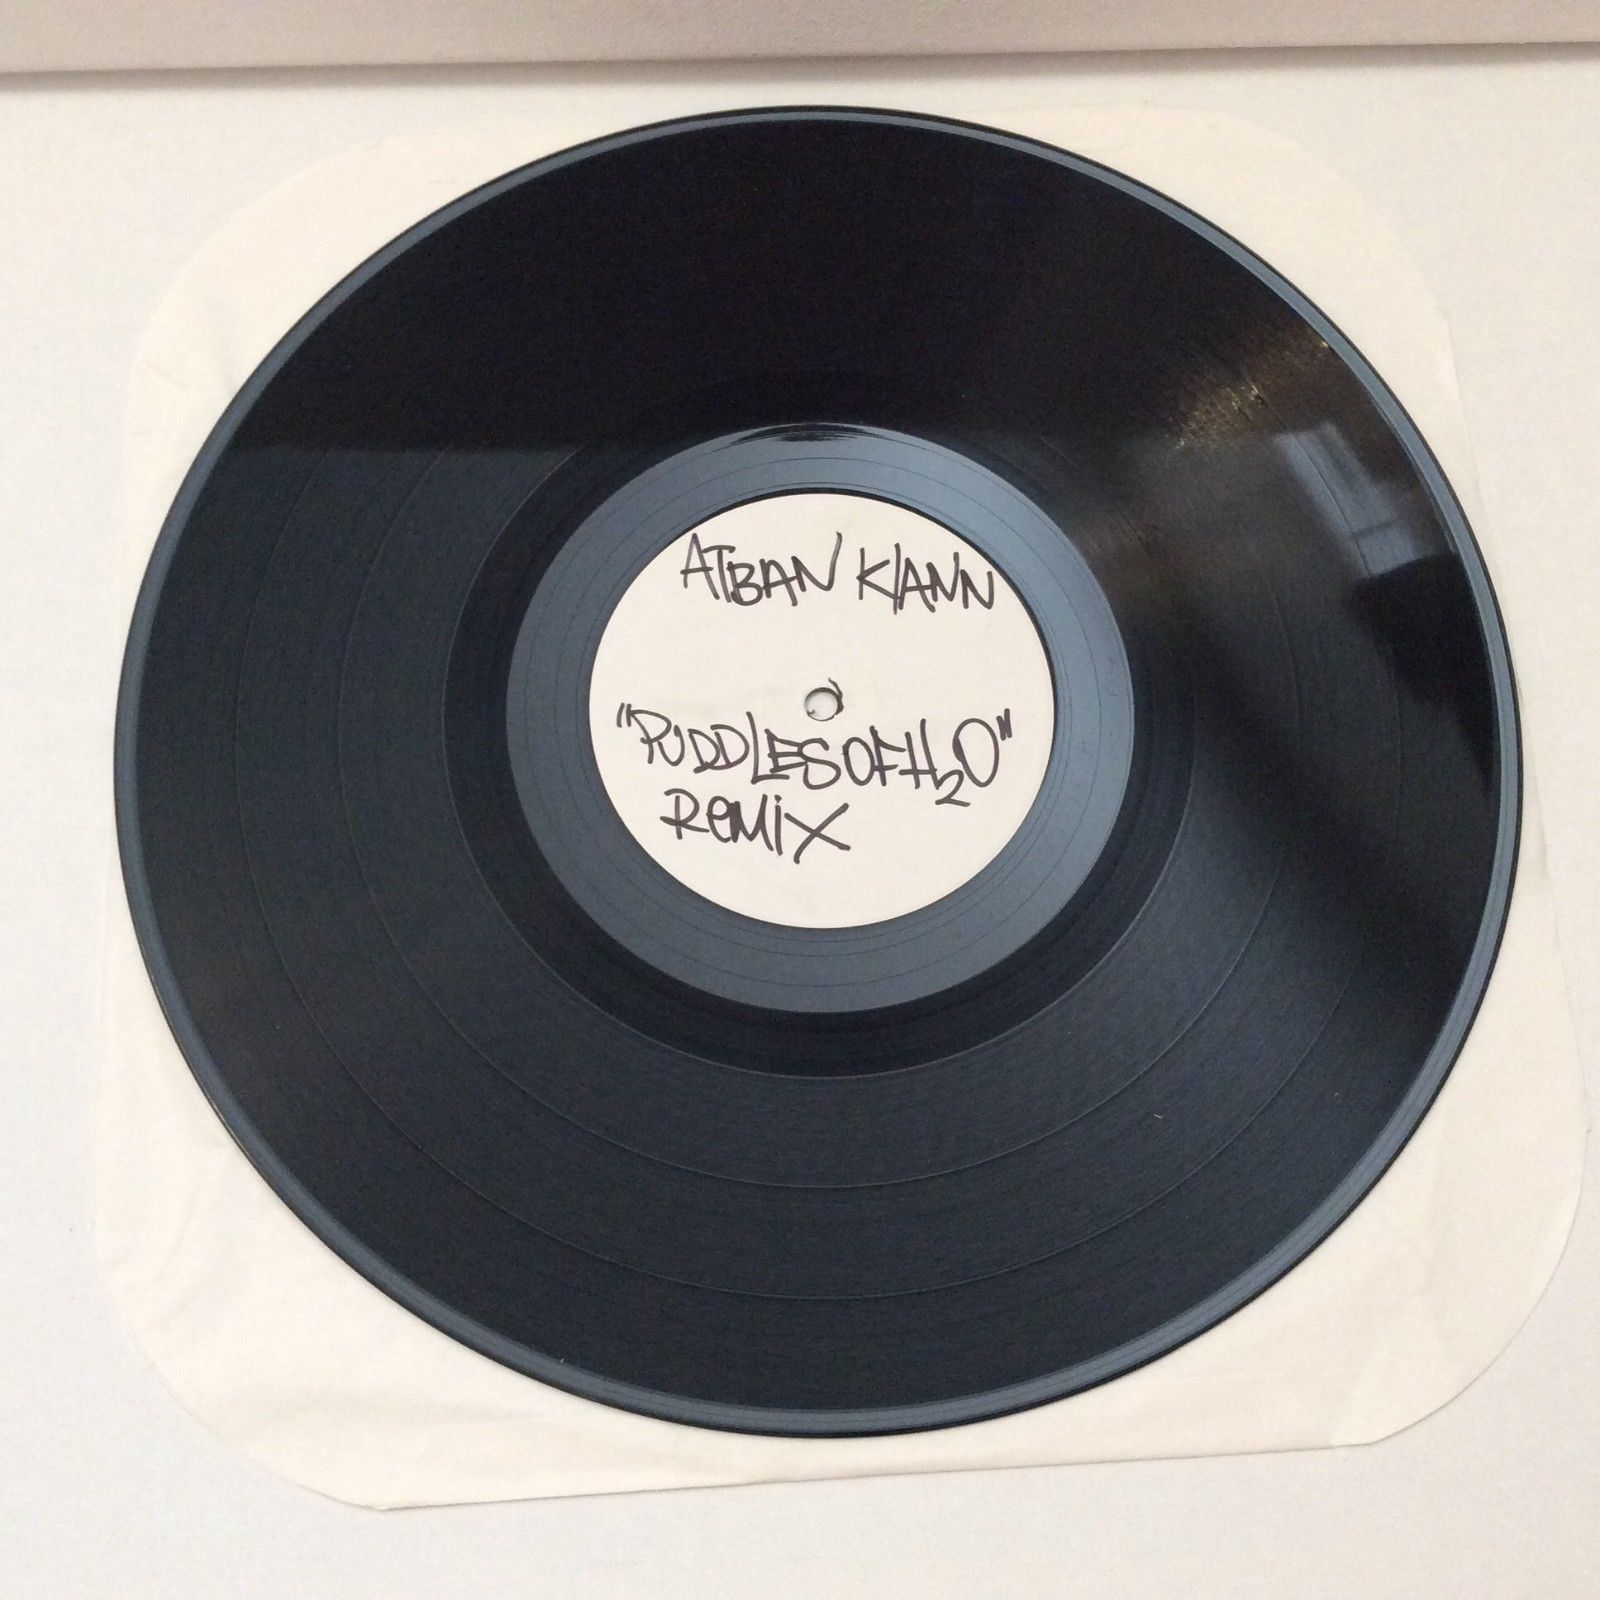 ATBAN KLANN
"PUDDLES OF H₂O"
REMIX